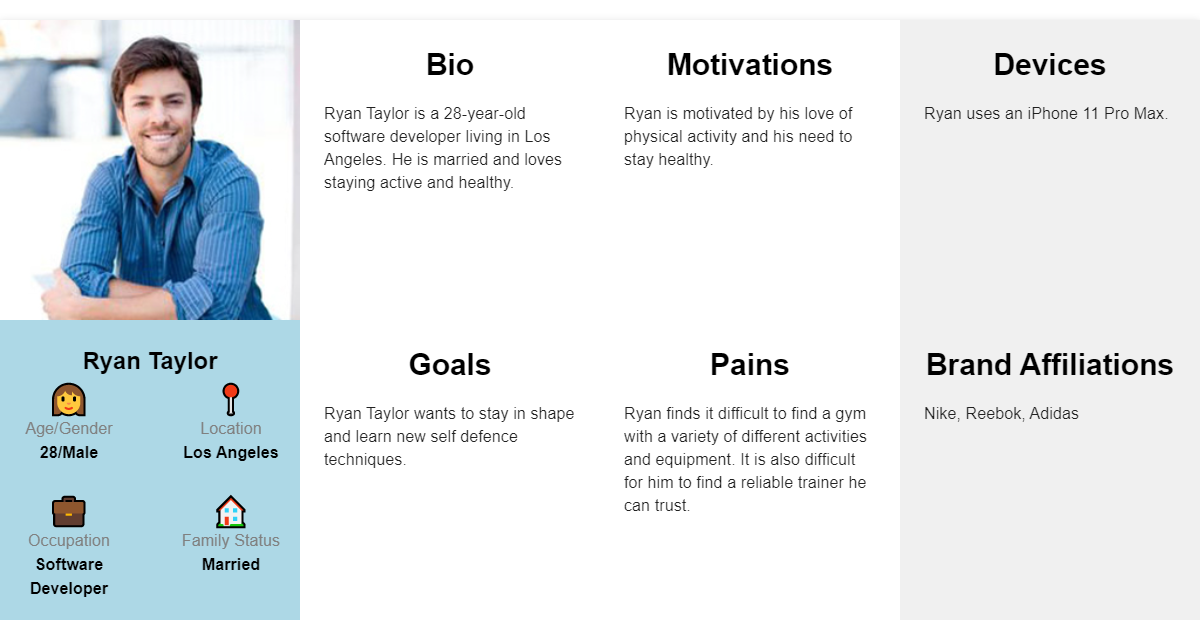 Bio
Ryan Taylor is a 28-year-old
software developer living in Los
Angeles. He is married and loves
staying active and healthy.
Motivations
Ryan is motivated by his love of
physical activity and his need to
stay healthy.
Devices
Ryan uses an iPhone 11 Pro Max.
Ryan Taylor
Age/Gender
28/Male
Location
Los Angeles
Occupation
Software
Developer
Family Status
Married
Goals
Ryan Taylor wants to stay in shape
and learn new self defence
techniques.
Pains
Ryan finds it difficult to find a gym
with a variety of different activities
and equipment. It is also difficult
for him to find a reliable trainer he
can trust.
Brand Affiliations
Nike, Reebok, Adidas